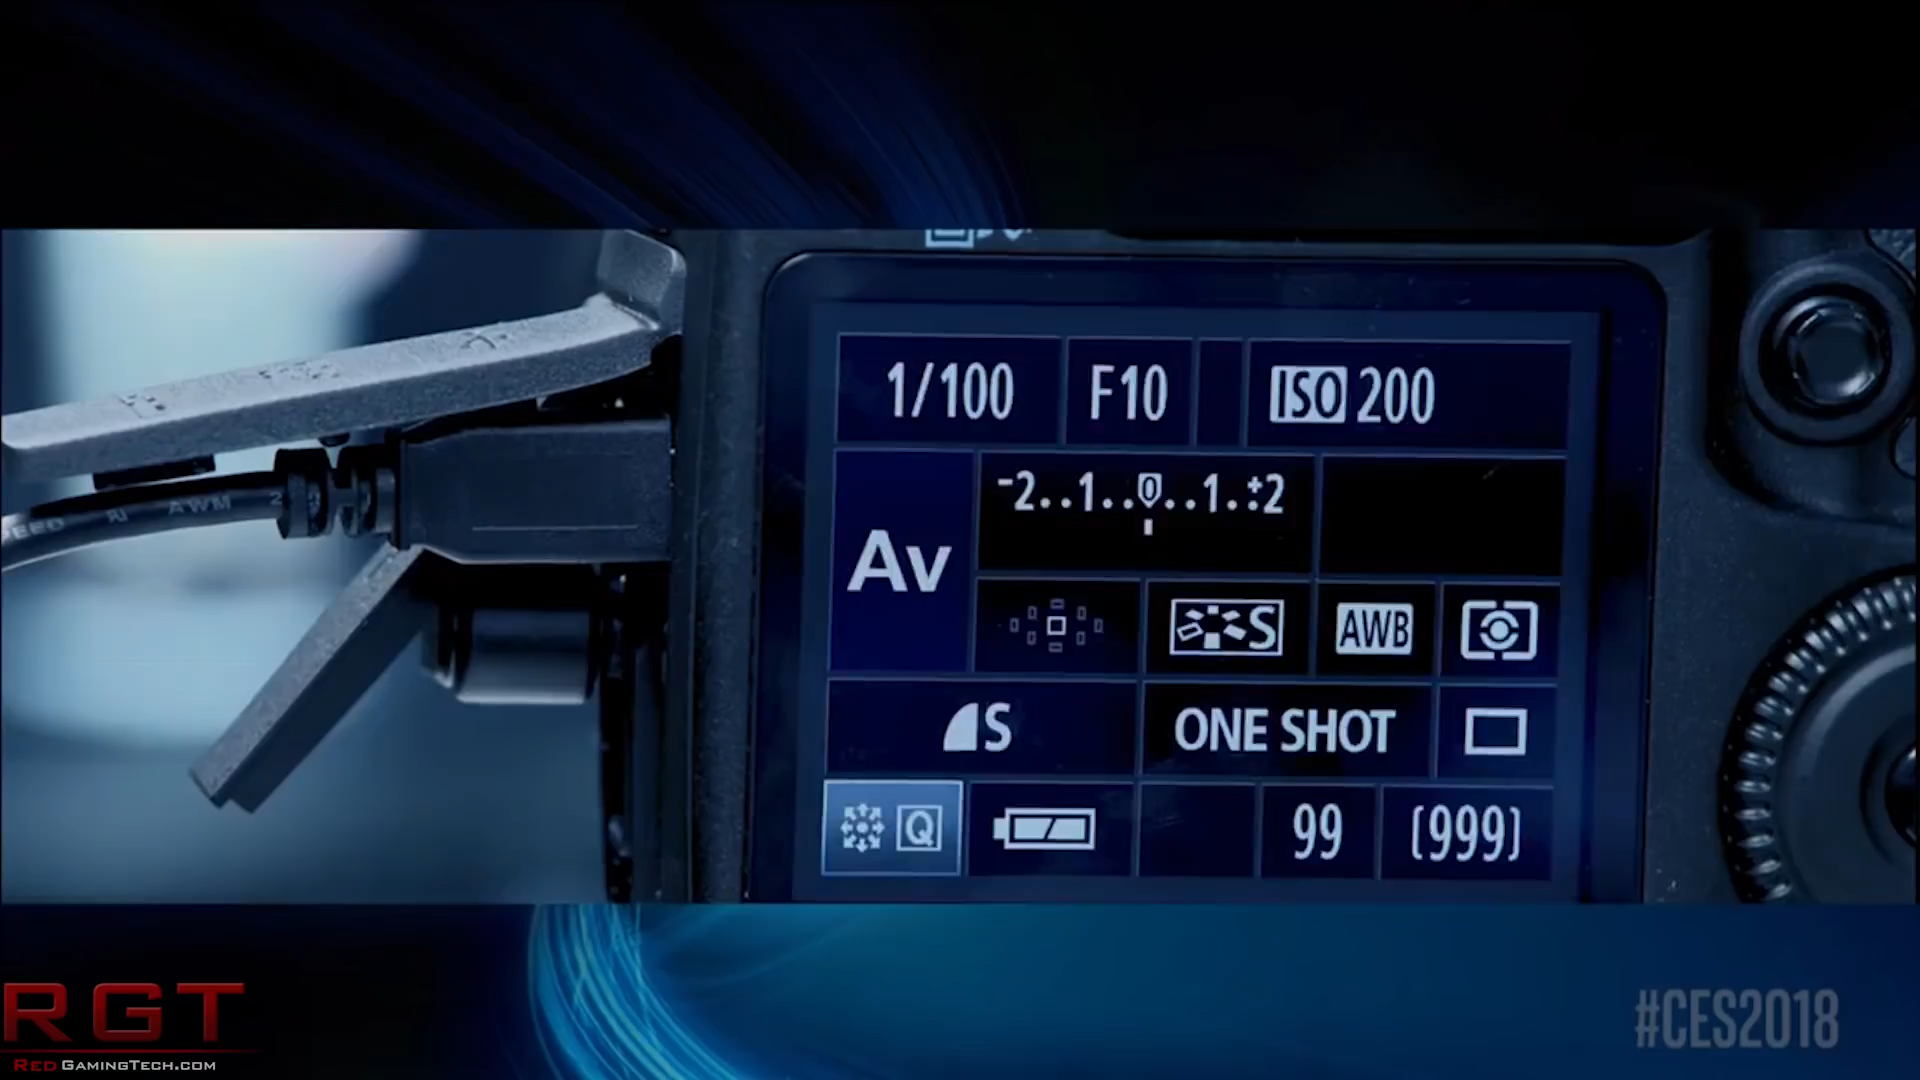 1/100 F10 ISO 200
-2..1..0..1..+2
Av
S AWB
S ONE SHOT
Q 99 (999)
AWM
RGT
REDGAMINGTECH.COM
#CES2018